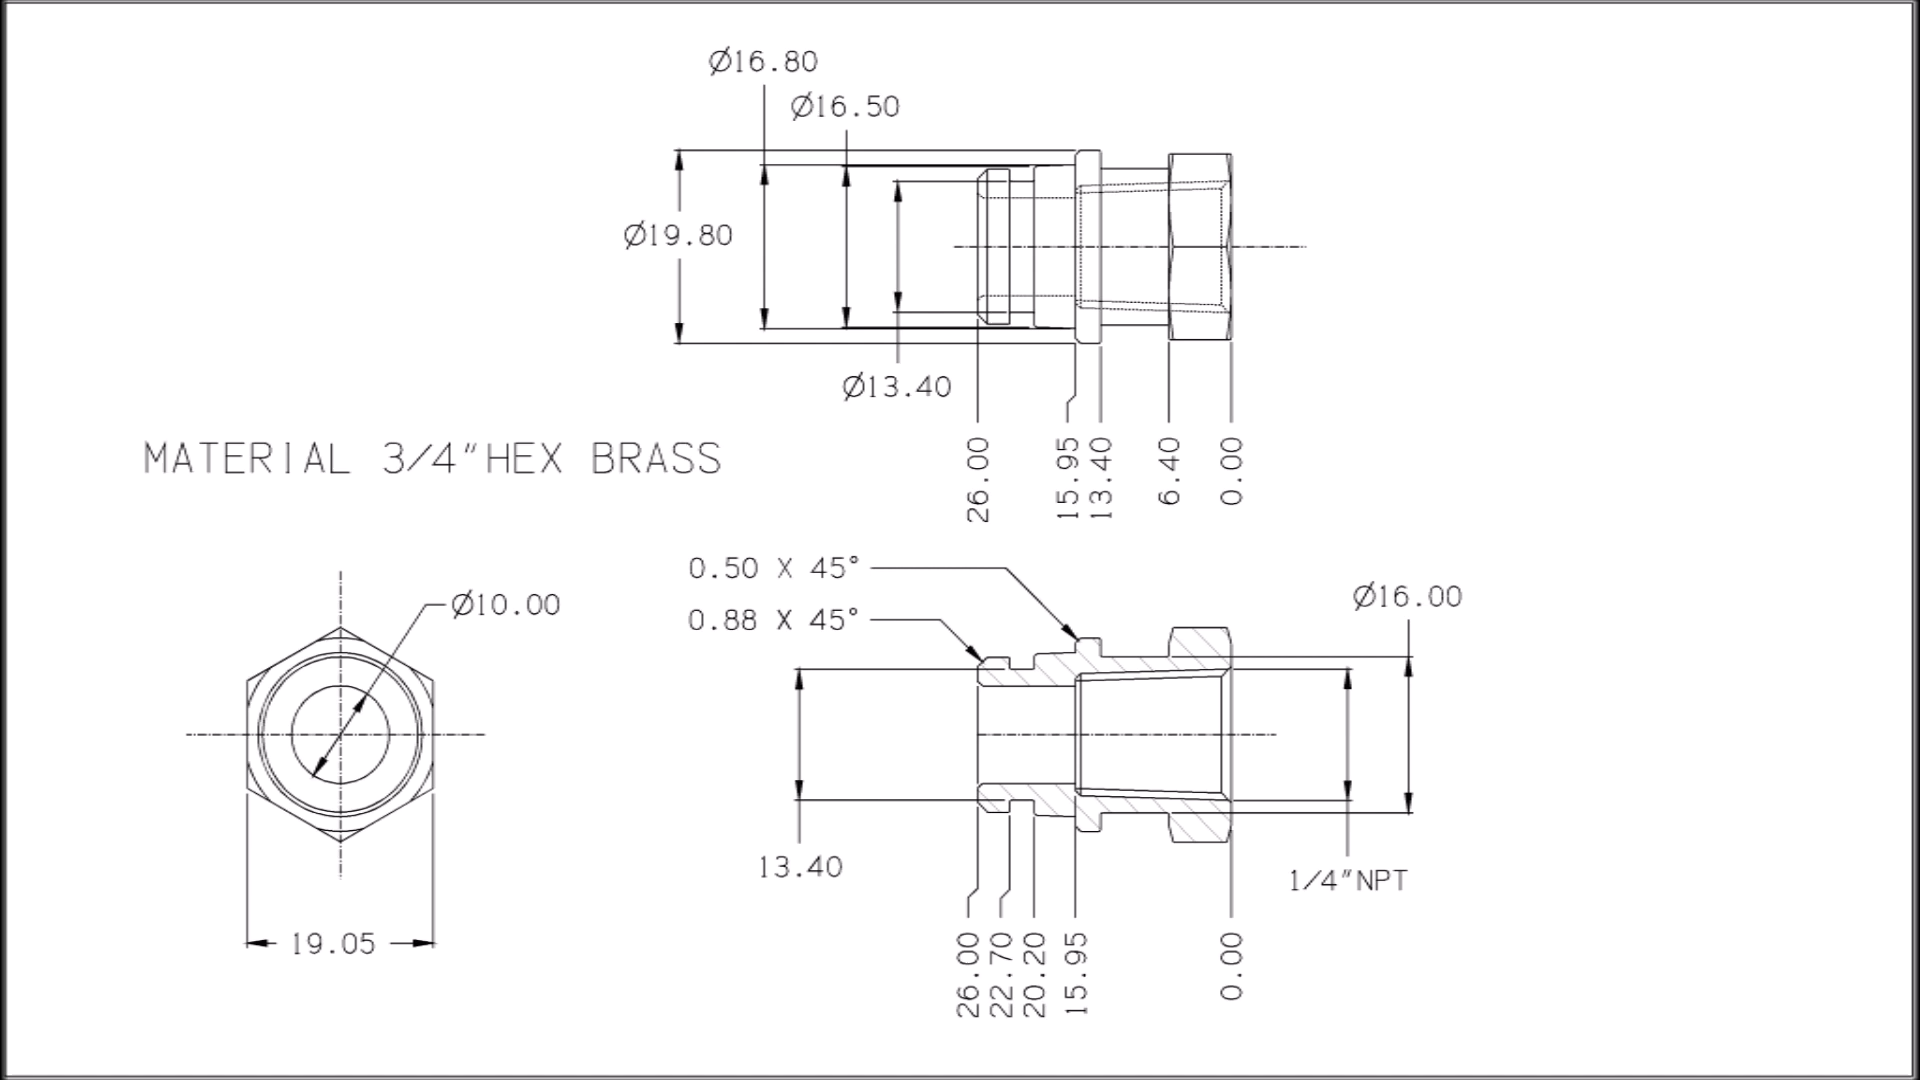 Ø16.80
Ø16.50
Ø19.80
Ø13.40
26.00
15.95
13.40
6.40
0.00
MATERIAL 3/4"HEX BRASS
0.50 X 45°
0.88 X 45°
Ø16.00
Ø10.00
13.40
1/4"NPT
19.05
26.00
22.70
20.20
15.95
0.00